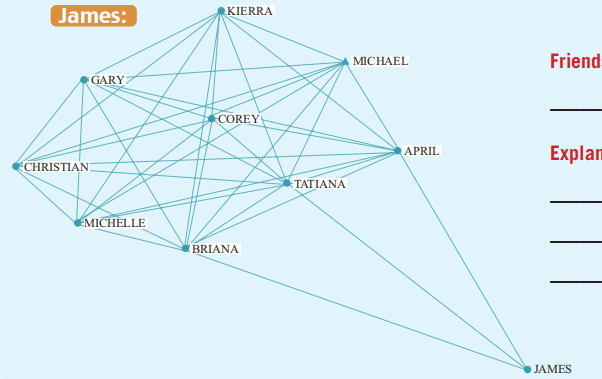 James:
KIERRA
MICHAEL
Friend
GARY
COREY
APRIL
Explan
CHRISTIAN
TATIANA
MICHELLE
BRIANA
JAMES